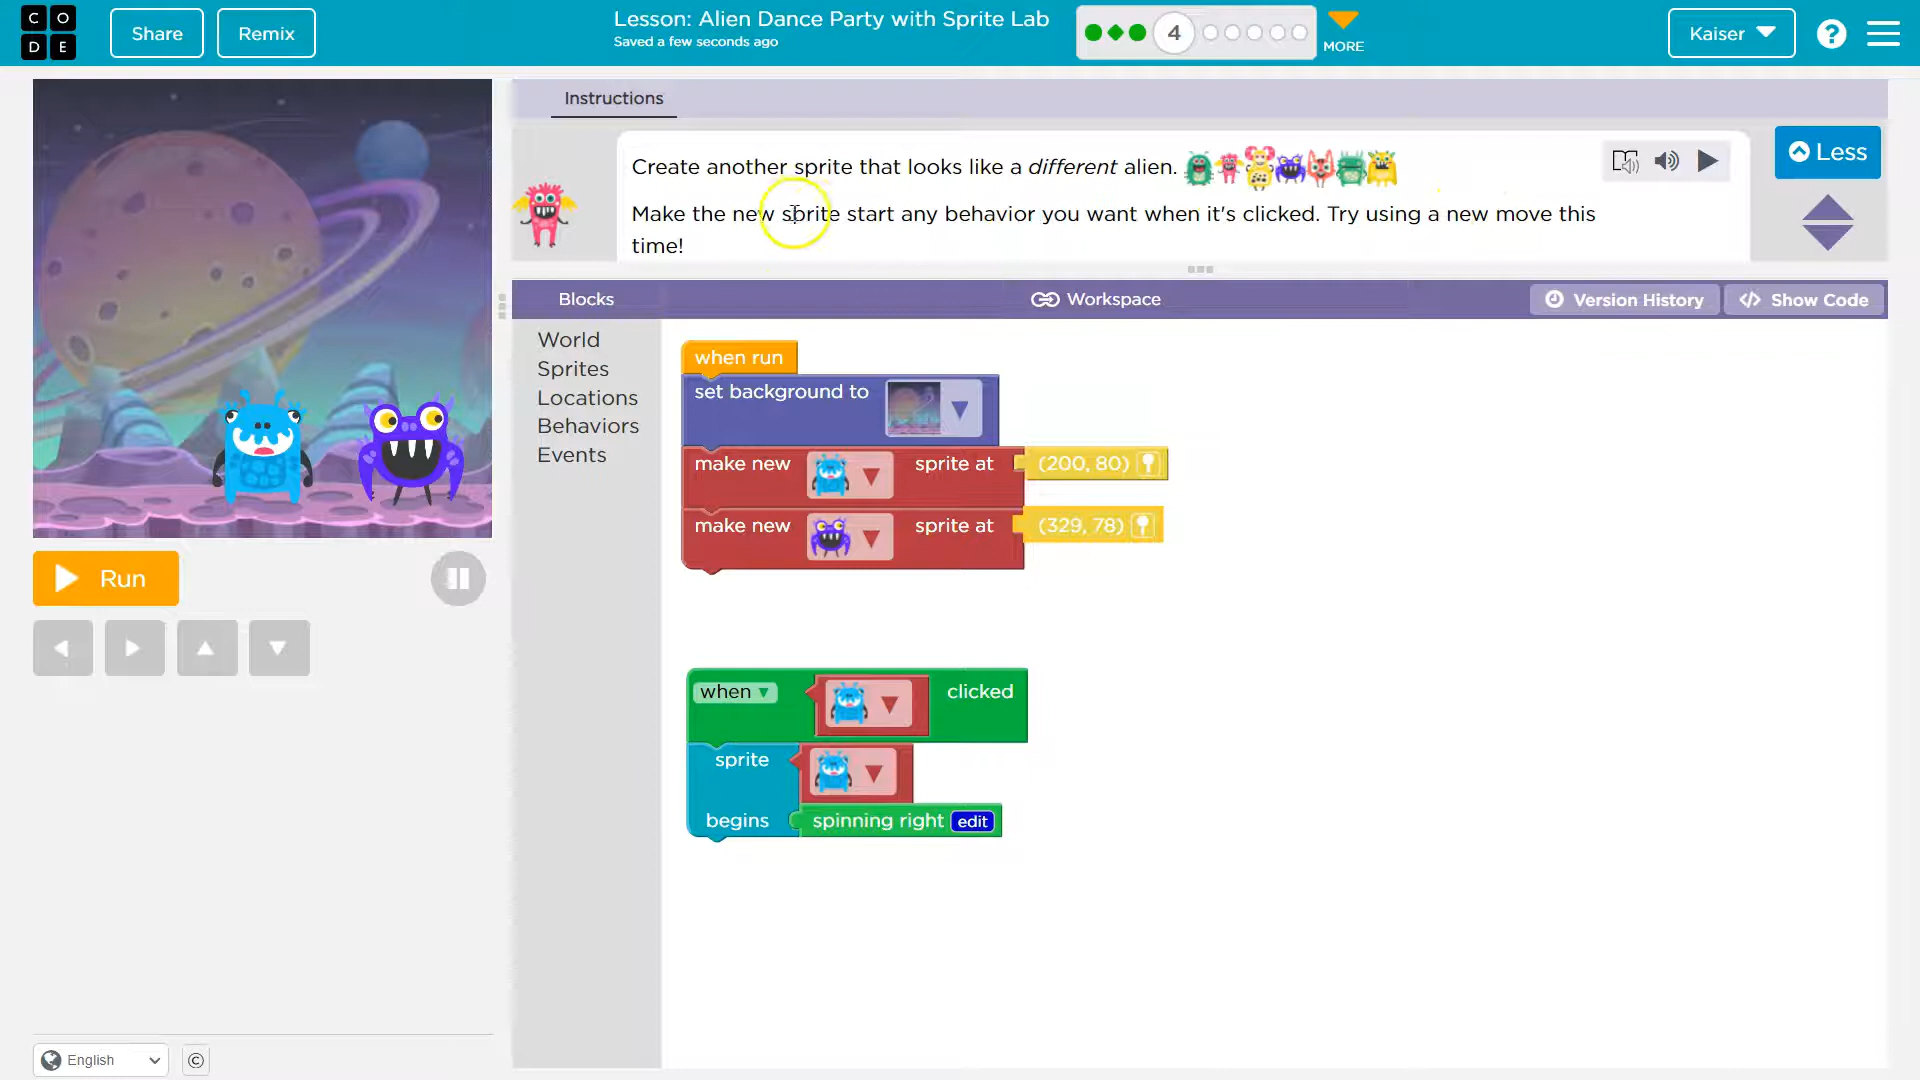 C O
D E
Share
Remix
Lesson: Alien Dance Party with Sprite Lab
Saved a few seconds ago
4
MORE
Kaiser
?
Instructions
Create another sprite that looks like a different alien.
Make the new sprite start any behavior you want when it's clicked. Try using a new move this
time!
Less
Blocks
Workspace
Version History
Show Code
World
Sprites
Locations
Behaviors
Events
when run
set background to
make new sprite at (200, 80)
make new sprite at (329, 78)
when clicked
sprite
begins spinning right edit
Run
English
©